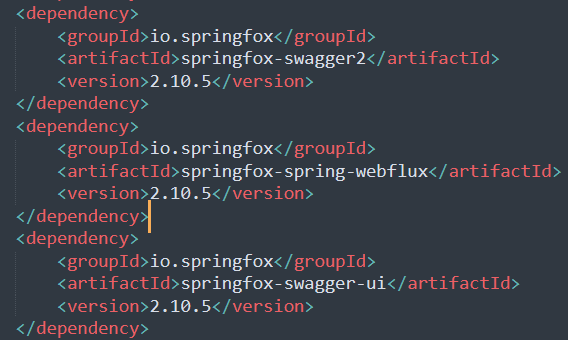 <dependency>
<groupId>io.springfox</groupId>
<artifactId>springfox-swagger2</artifactId>
<version>2.10.5</version>
</dependency>
<dependency>
<groupId>io.springfox</groupId>
<artifactId>springfox-spring-webflux</artifactId>
<version>2.10.5</version>
</dependency>
<dependency>
<groupId>io.springfox</groupId>
<artifactId>springfox-swagger-ui</artifactId>
<version>2.10.5</version>
</dependency>